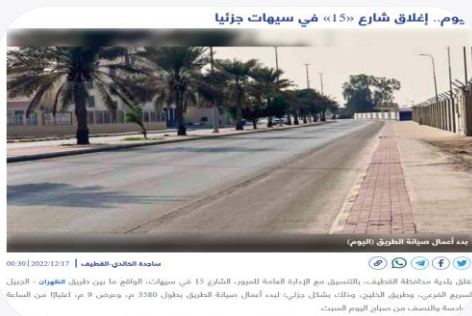 يوم.. إغلاق شارع «15» في سيهات جزئيا
بدء أعمال صيانة الطريق (اليوم)
ساجدة الخالدي-القطيف | 2022/12/17 | 00:30
بلدية محافظة القطيف، بالتنسيق مع الإدارة العامة للمرور، الشارع 15 في سيهات، الواقع ما بين طريق الظهران - الجبيل
السريع الفرعي، وطريق الخليج، وذلك بشكل جزئي؛ لبدء أعمال صيانة الطريق بطول 3580 م، وعرض 9 م، اعتبارًا من الساعة
والنصف من صباح اليوم السبت.